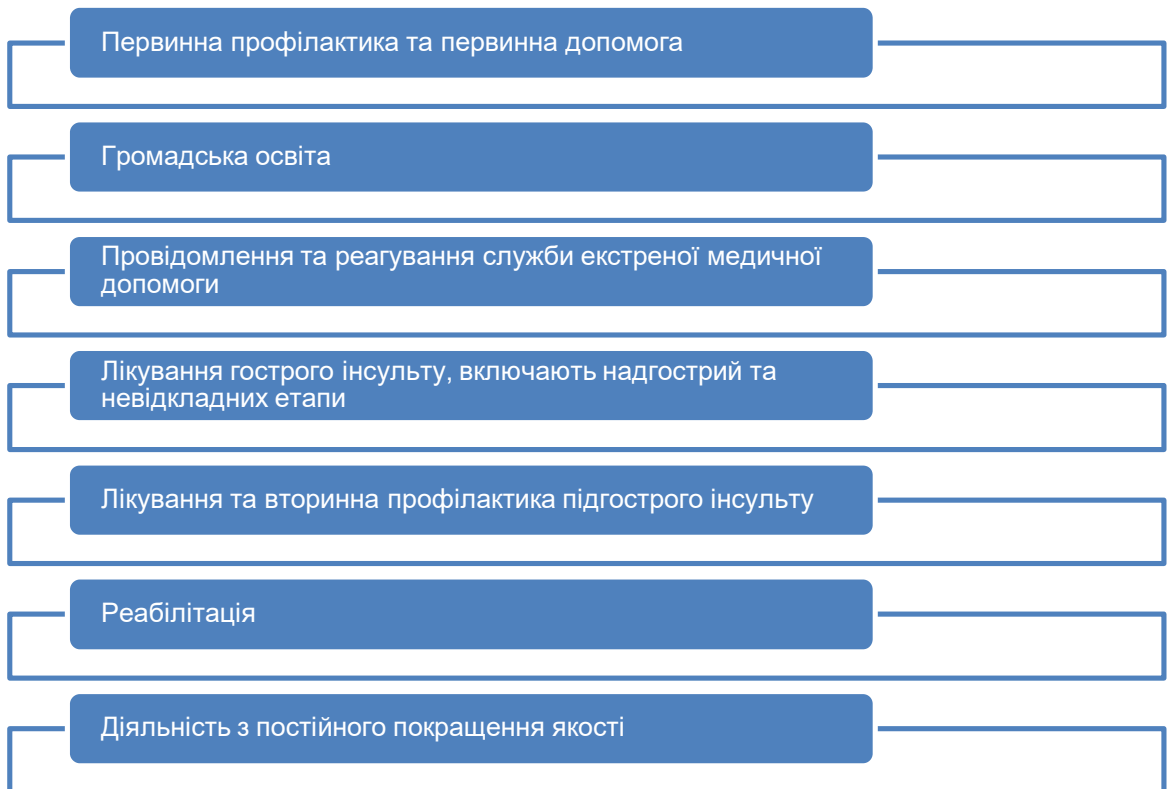 Первинна профілактика та первинна допомога
Громадська освіта
Провідомлення та реагування служби екстреної медичної
допомоги
Лікування гострого інсульту, включають надгострий та
невідкладних етапи
Лікування та вторинна профілактика підгострого інсульту
Реабілітація
Діяльність з постійного покращення якості